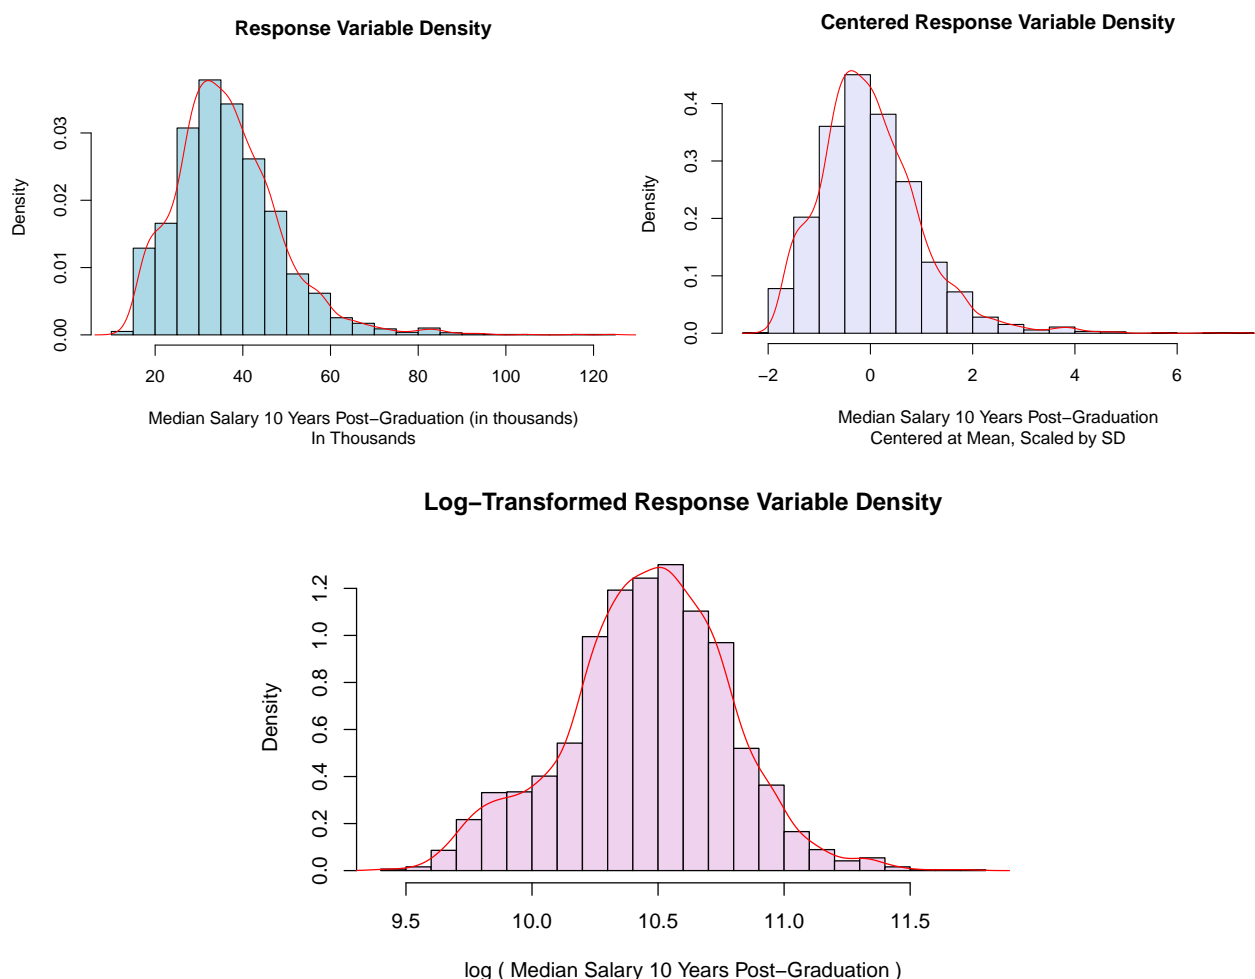 Response Variable Density
Density
0.00 0.01 0.02 0.03
20 40 60 80 100 120
Median Salary 10 Years Post−Graduation (in thousands)
In Thousands
Centered Response Variable Density
Density
0.0 0.1 0.2 0.3 0.4
−2 0 2 4 6
Median Salary 10 Years Post−Graduation
Centered at Mean, Scaled by SD
Log−Transformed Response Variable Density
Density
0.0 0.2 0.4 0.6 0.8 1.0 1.2
9.5 10.0 10.5 11.0 11.5
log ( Median Salary 10 Years Post−Graduation )